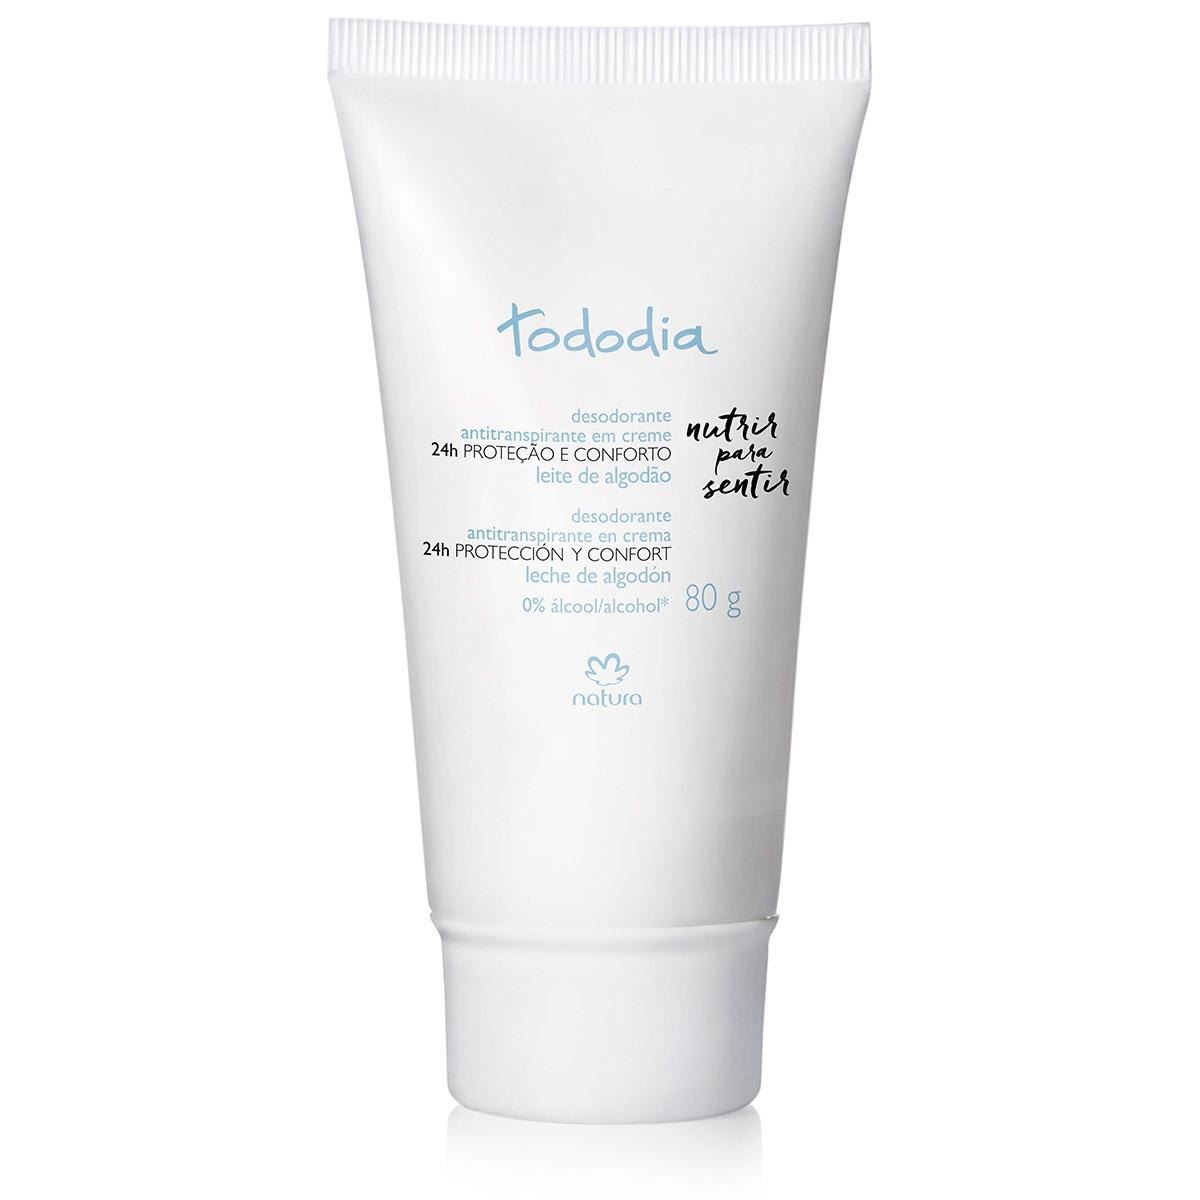 tododia
desodorante
antitranspirante em creme
24h PROTEÇÃO E CONFORTO
leite de algodão
nutrir
para
sentir
desodorante
antitranspirante en crema
24h PROTECCIÓN Y CONFORT
leche de algodón
0% álcool/alcohol* 80 g
natura